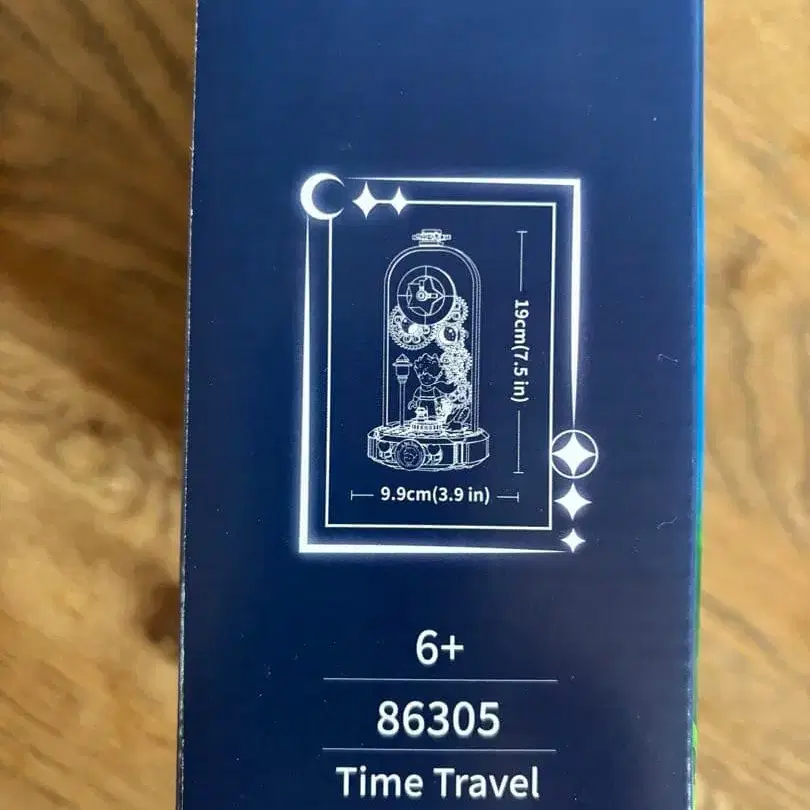 19cm(7.5 in)
9.9cm(3.9 in)
6+
86305
Time Travel